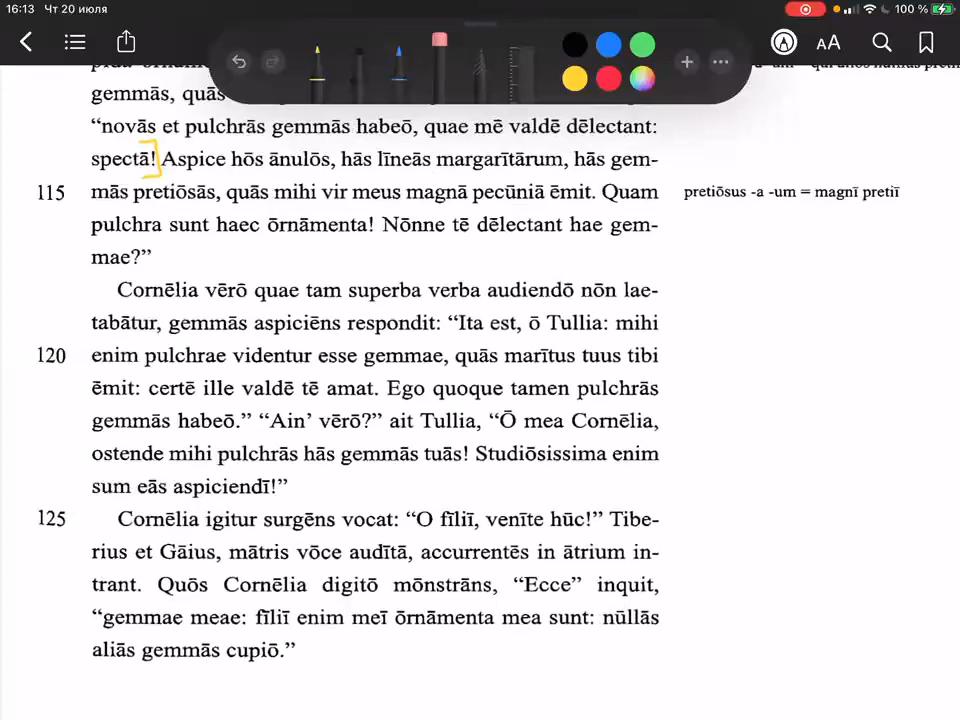 16:13 Чт 20 июля 100 %
AA
gemmās, quās
“novās et pulchrās gemmās habeō, quae mē valdē dēlectant:
spectā! Aspice hōs ānulōs, hās līneās margarītārum, hās gem-
115 mās pretiōsās, quās mihi vir meus magnā pecūniā ēmit. Quam pretiōsus -a -um = magnī pretiī
pulchra sunt haec ōrnāmenta! Nōnne tē dēlectant hae gem-
mae?”
Cornēlia vērō quae tam superba verba audiendō nōn lae-
tabātur, gemmās aspiciēns respondit: “Ita est, ō Tullia: mihi
120 enim pulchrae videntur esse gemmae, quās marītus tuus tibi
ēmit: certē ille valdē tē amat. Ego quoque tamen pulchrās
gemmās habeō.” “Ain’ vērō?” ait Tullia, “Ō mea Cornēlia,
ostende mihi pulchrās hās gemmās tuās! Studiōsissima enim
sum eās aspiciendī!”
125 Cornēlia igitur surgēns vocat: “O fīliī, venīte hūc!” Tibe-
rius et Gāius, mātris vōce audītā, accurrentēs in ātrium in-
trant. Quōs Cornēlia digitō mōnstrāns, “Ecce” inquit,
“gemmae meae: fīliī enim meī ōrnāmenta mea sunt: nūllās
aliās gemmās cupiō.”